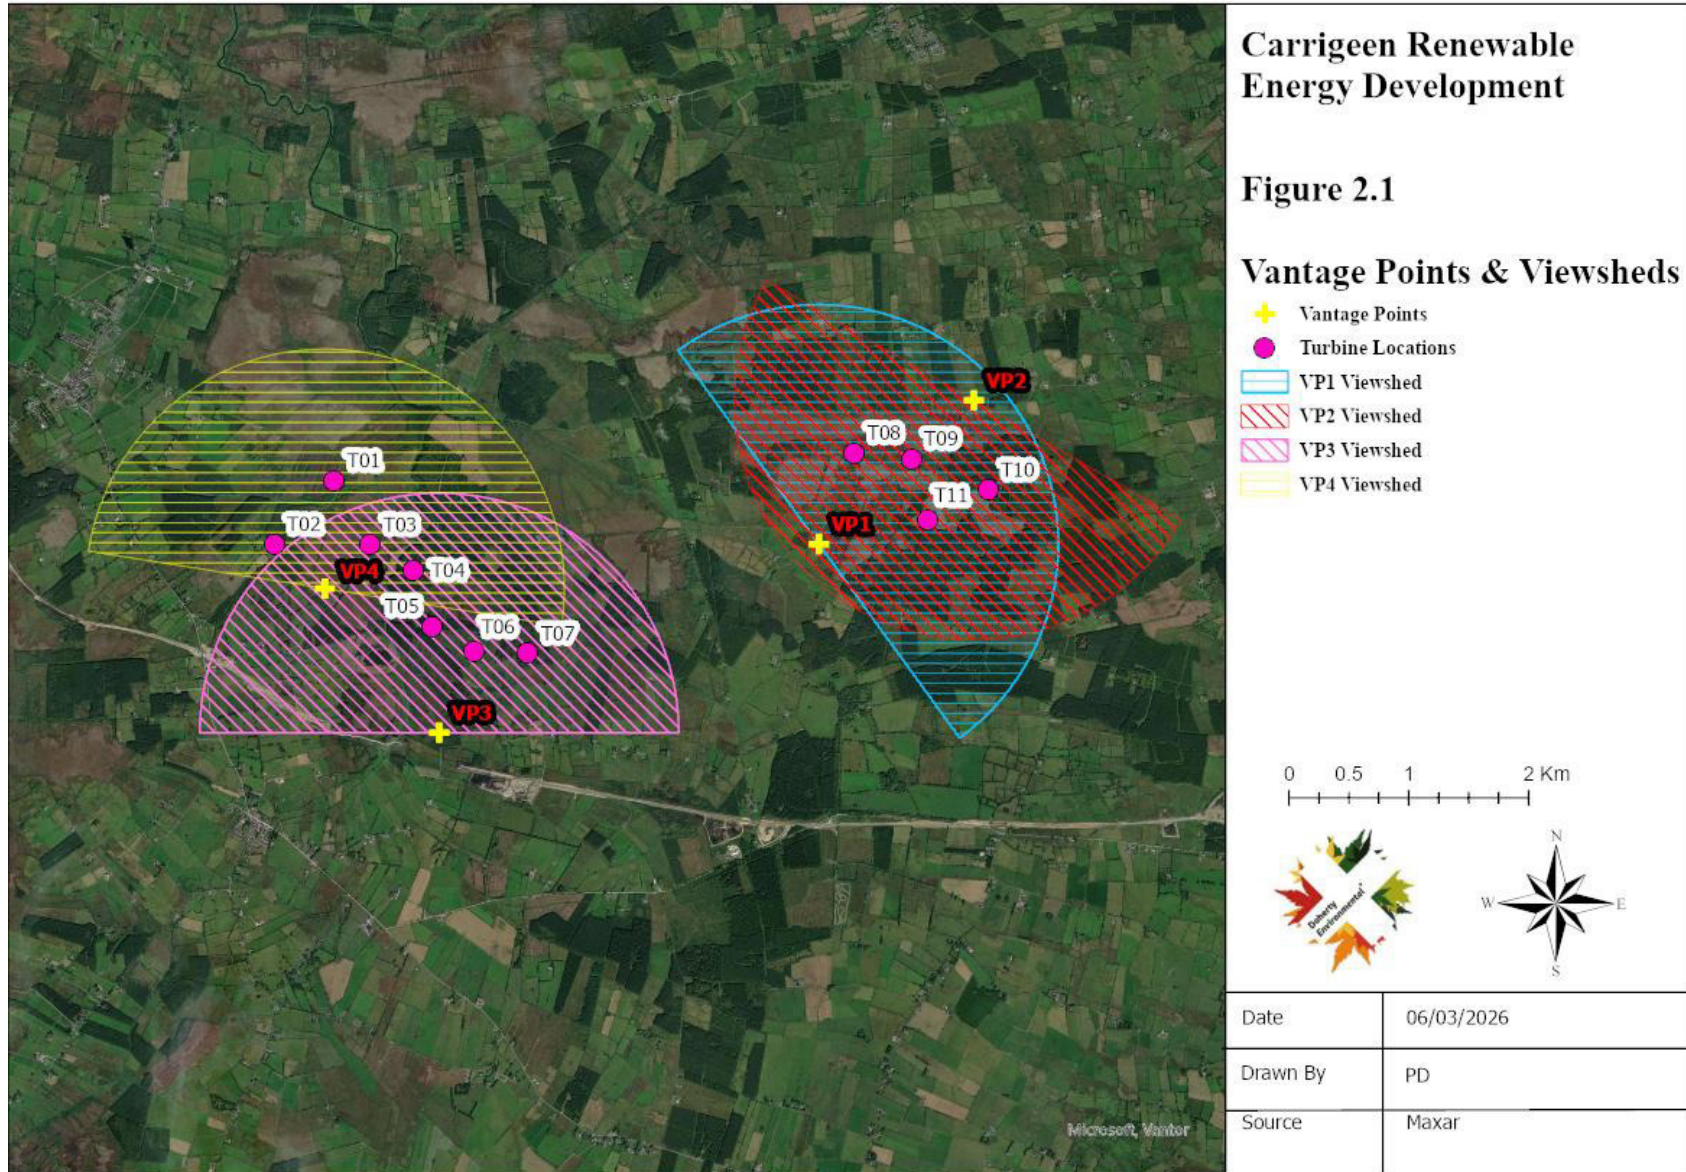 Carrigeen Renewable
Energy Development
Figure 2.1
Vantage Points & Viewsheds
Vantage Points
Turbine Locations
VP1 Viewshed
VP2 Viewshed
VP3 Viewshed
VP4 Viewshed
VP2
T08
T09
T10
T11
VP1
T01
T02
T03
VP4
T04
T05
T06
T07
VP3
0 0.5 1 2 Km
Doherty
Environmental
N
W E
S
Microsoft, Vantor
Date 06/03/2026
Drawn By PD
Source Maxar